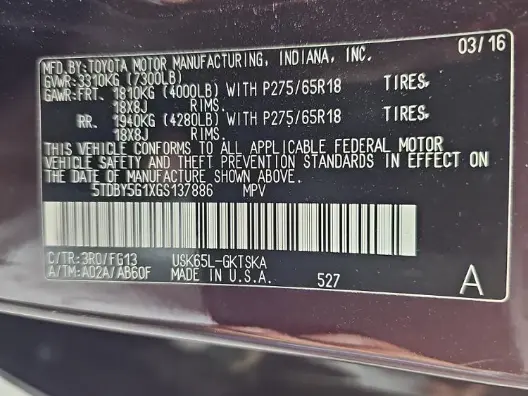 MFD.BY:TOYOTA MOTOR MANUFACTURING, INDIANA, INC. 03/16
GVWR:3310KG (7300LB)
GAWR:FRT. 1810KG (4000LB) WITH P275/65R18 TIRES,
18X8J RIMS.
RR. 1940KG (4280LB) WITH P275/65R18 TIRES,
18X8J RIMS.
THIS VEHICLE CONFORMS TO ALL APPLICABLE FEDERAL MOTOR
VEHICLE SAFETY AND THEFT PREVENTION STANDARDS IN EFFECT ON
THE DATE OF MANUFACTURE SHOWN ABOVE.
5TDBY5G1XGS137886 MPV
C/TR:3R0/FG13 USK65L-GKTSKA
A/TM:A02A/AB60F MADE IN U.S.A. 527 A